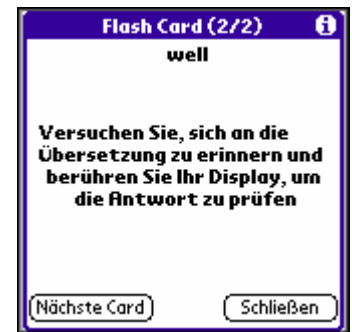 Flash Card (2/2)
i
well
Versuchen Sie, sich an die
Übersetzung zu erinnern und
berühren Sie Ihr Display, um
die Antwort zu prüfen
Nächste Card
Schließen